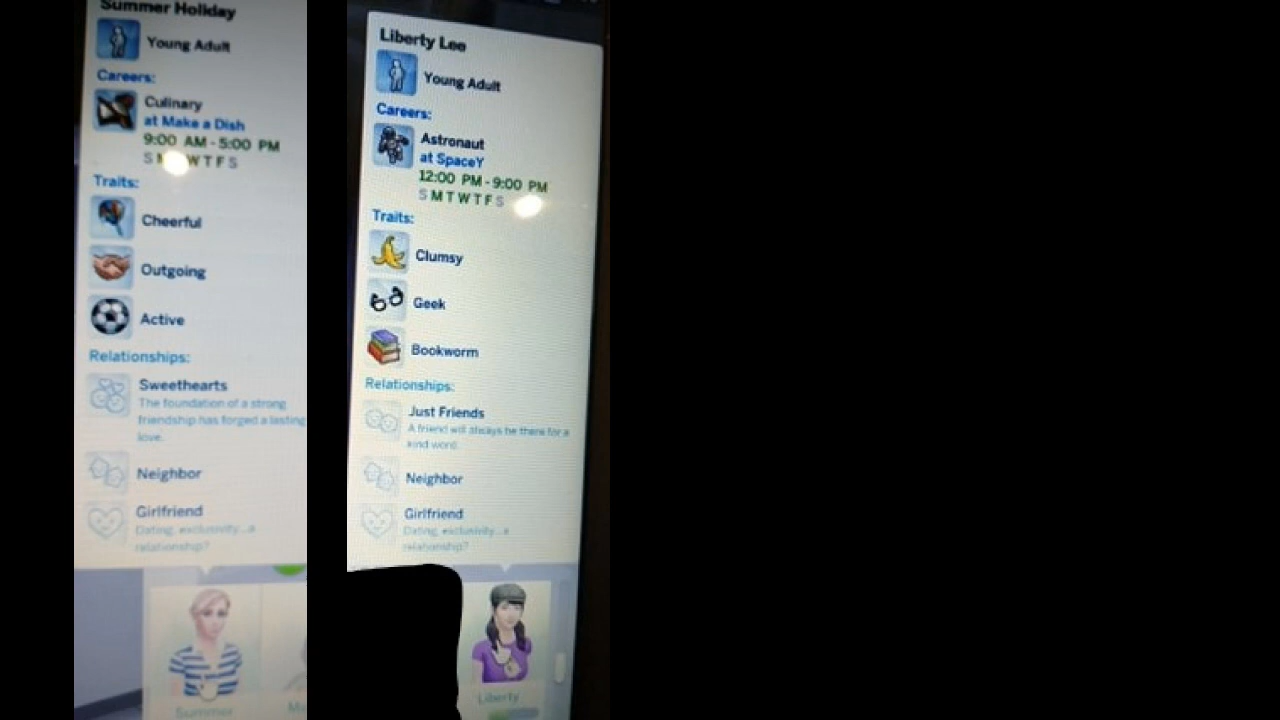 Summer Holiday
Young Adult
Careers:
Culinary
at Make a Dish
9:00 AM - 5:00 PM
S M W T F S
Traits:
Cheerful
Outgoing
Active
Relationships:
Sweethearts
The foundation of a strong
friendship has forged a lasting
love.
Neighbor
Girlfriend
Dating, exclusivity...a
relationship?
Summer
Liberty Lee
Young Adult
Careers:
Astronaut
at SpaceY
12:00 PM - 9:00 PM
S M T W T F S
Traits:
Clumsy
Geek
Bookworm
Relationships:
Just Friends
A friend will always be there for a
kind word.
Neighbor
Girlfriend
Dating, exclusivity...a
relationship?
Liberty